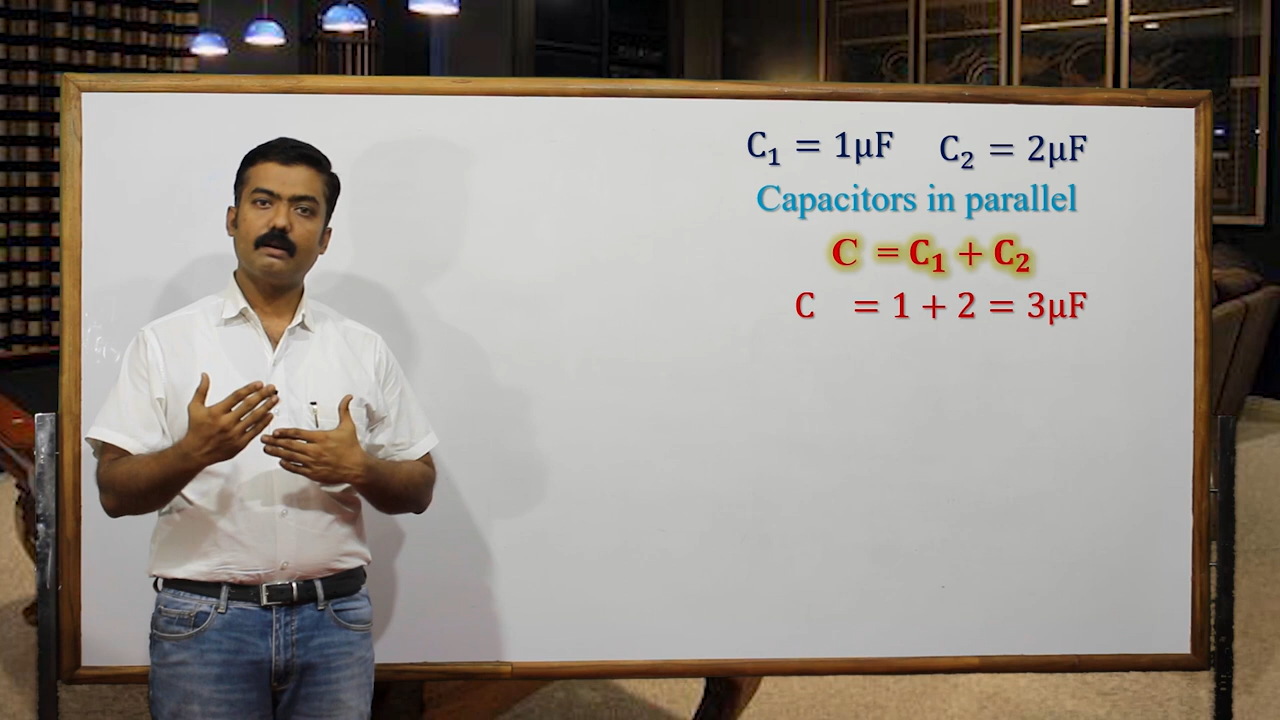 C₁ = 1µF C₂ = 2µF
Capacitors in parallel
C = C₁ + C₂
C = 1 + 2 = 3µF